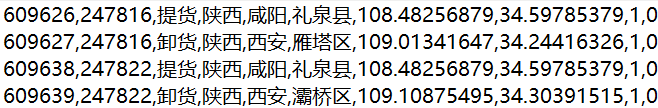 609626,247816,提货,陕西,咸阳,礼泉县,108.48256879,34.59785379,1,0
609627,247816,卸货,陕西,西安,雁塔区,109.01341647,34.24416326,1,0
609638,247822,提货,陕西,咸阳,礼泉县,108.48256879,34.59785379,1,0
609639,247822,卸货,陕西,西安,灞桥区,109.10875495,34.30391515,1,0